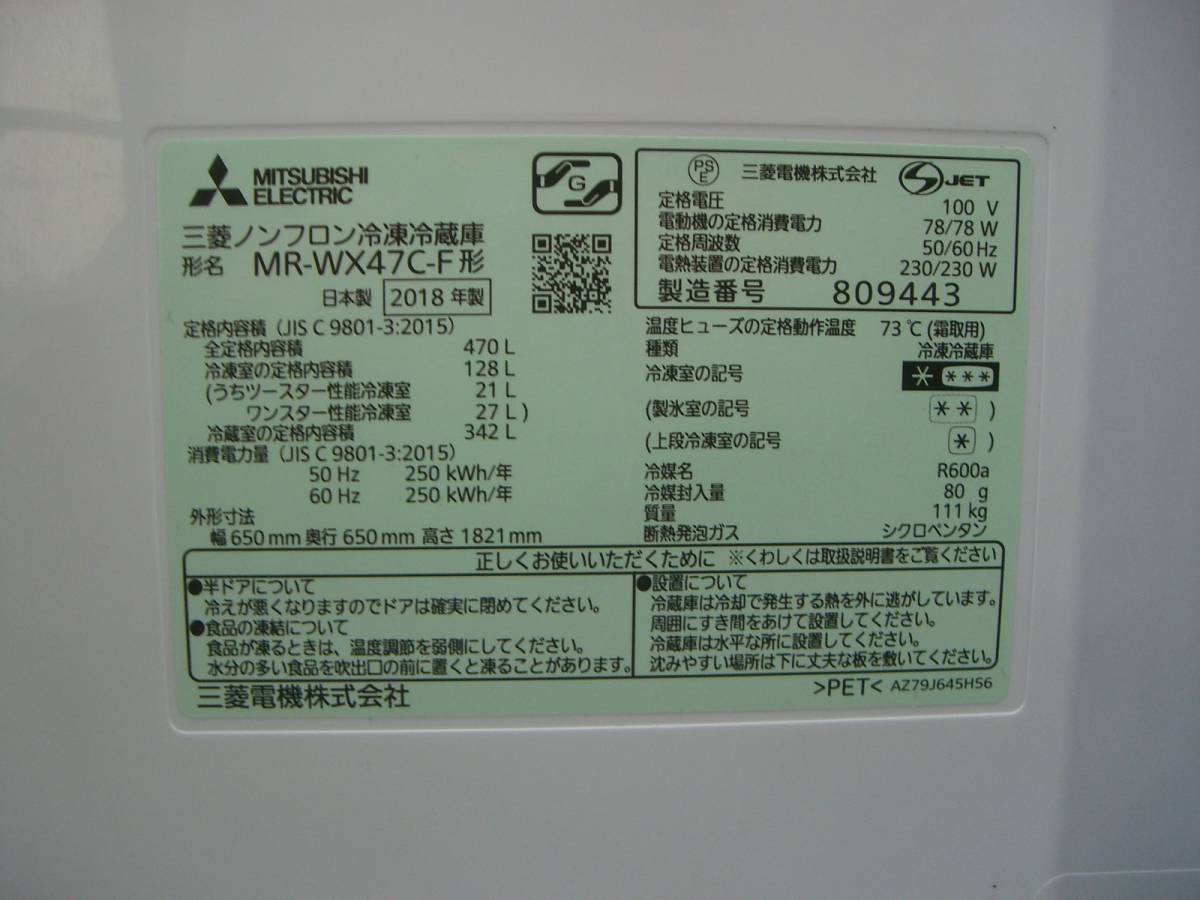 MITSUBISHI
ELECTRIC
G
三菱ノンフロン冷凍冷蔵庫
形名 MR-WX47C-F形
日本製 2018 年製
定格内容積 (JIS C 9801-3:2015)
全定格内容積 470 L
冷凍室の定格内容積 128 L
(うちツースター性能冷凍室 21 L
ワンスター性能冷凍室 27 L)
冷蔵室の定格内容積 342 L
消費電力量 (JIS C 9801-3:2015)
50 Hz 250 kWh/年
60 Hz 250 kWh/年
外形寸法
幅 650 mm 奥行 650 mm 高さ 1821 mm
PS
E 三菱電機株式会社 JET
定格電圧 100 V
電動機の定格消費電力 78/78 W
定格周波数 50/60 Hz
電熱装置の定格消費電力 230/230 W
製造番号 809443
温度ヒューズの定格動作温度 73 ℃ (霜取用)
種類 冷凍冷蔵庫
冷凍室の記号 * ***
(製氷室の記号 ** )
(上段冷凍室の記号 * )
冷媒名 R600a
冷媒封入量 80 g
質量 111 kg
断熱発泡ガス シクロペンタン
正しくお使いいただくために ※くわしくは取扱説明書をご覧ください
●半ドアについて
冷えが悪くなりますのでドアは確実に閉めてください。
●食品の凍結について
食品が凍るときは、温度調節を弱側にしてください。
水分の多い食品を吹出口の前に置くと凍ることがあります。
●設置について
冷蔵庫は冷却で発生する熱を外に逃がしています。
周囲にすき間をあけて設置してください。
冷蔵庫は水平な所に設置してください。
沈みやすい場所は下に丈夫な板を敷いてください。
三菱電機株式会社
>PET< AZ79J645H56